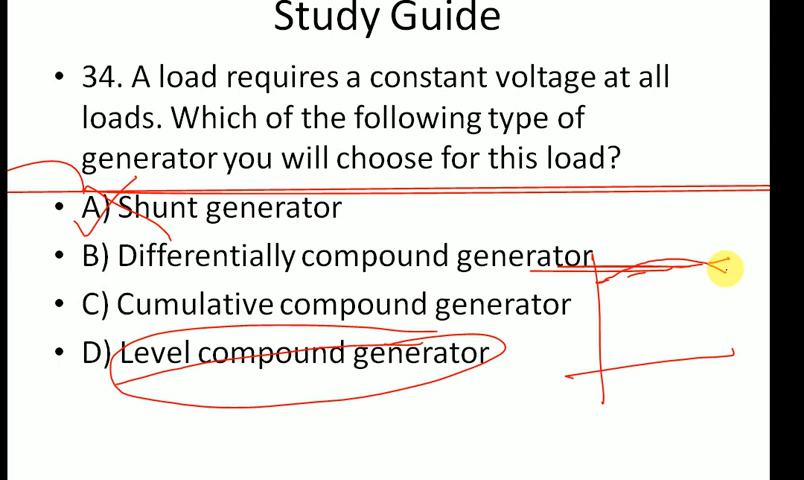 Study Guide
• 34. A load requires a constant voltage at all
loads. Which of the following type of
generator you will choose for this load?
• A) Shunt generator
• B) Differentially compound generator
• C) Cumulative compound generator
• D) Level compound generator